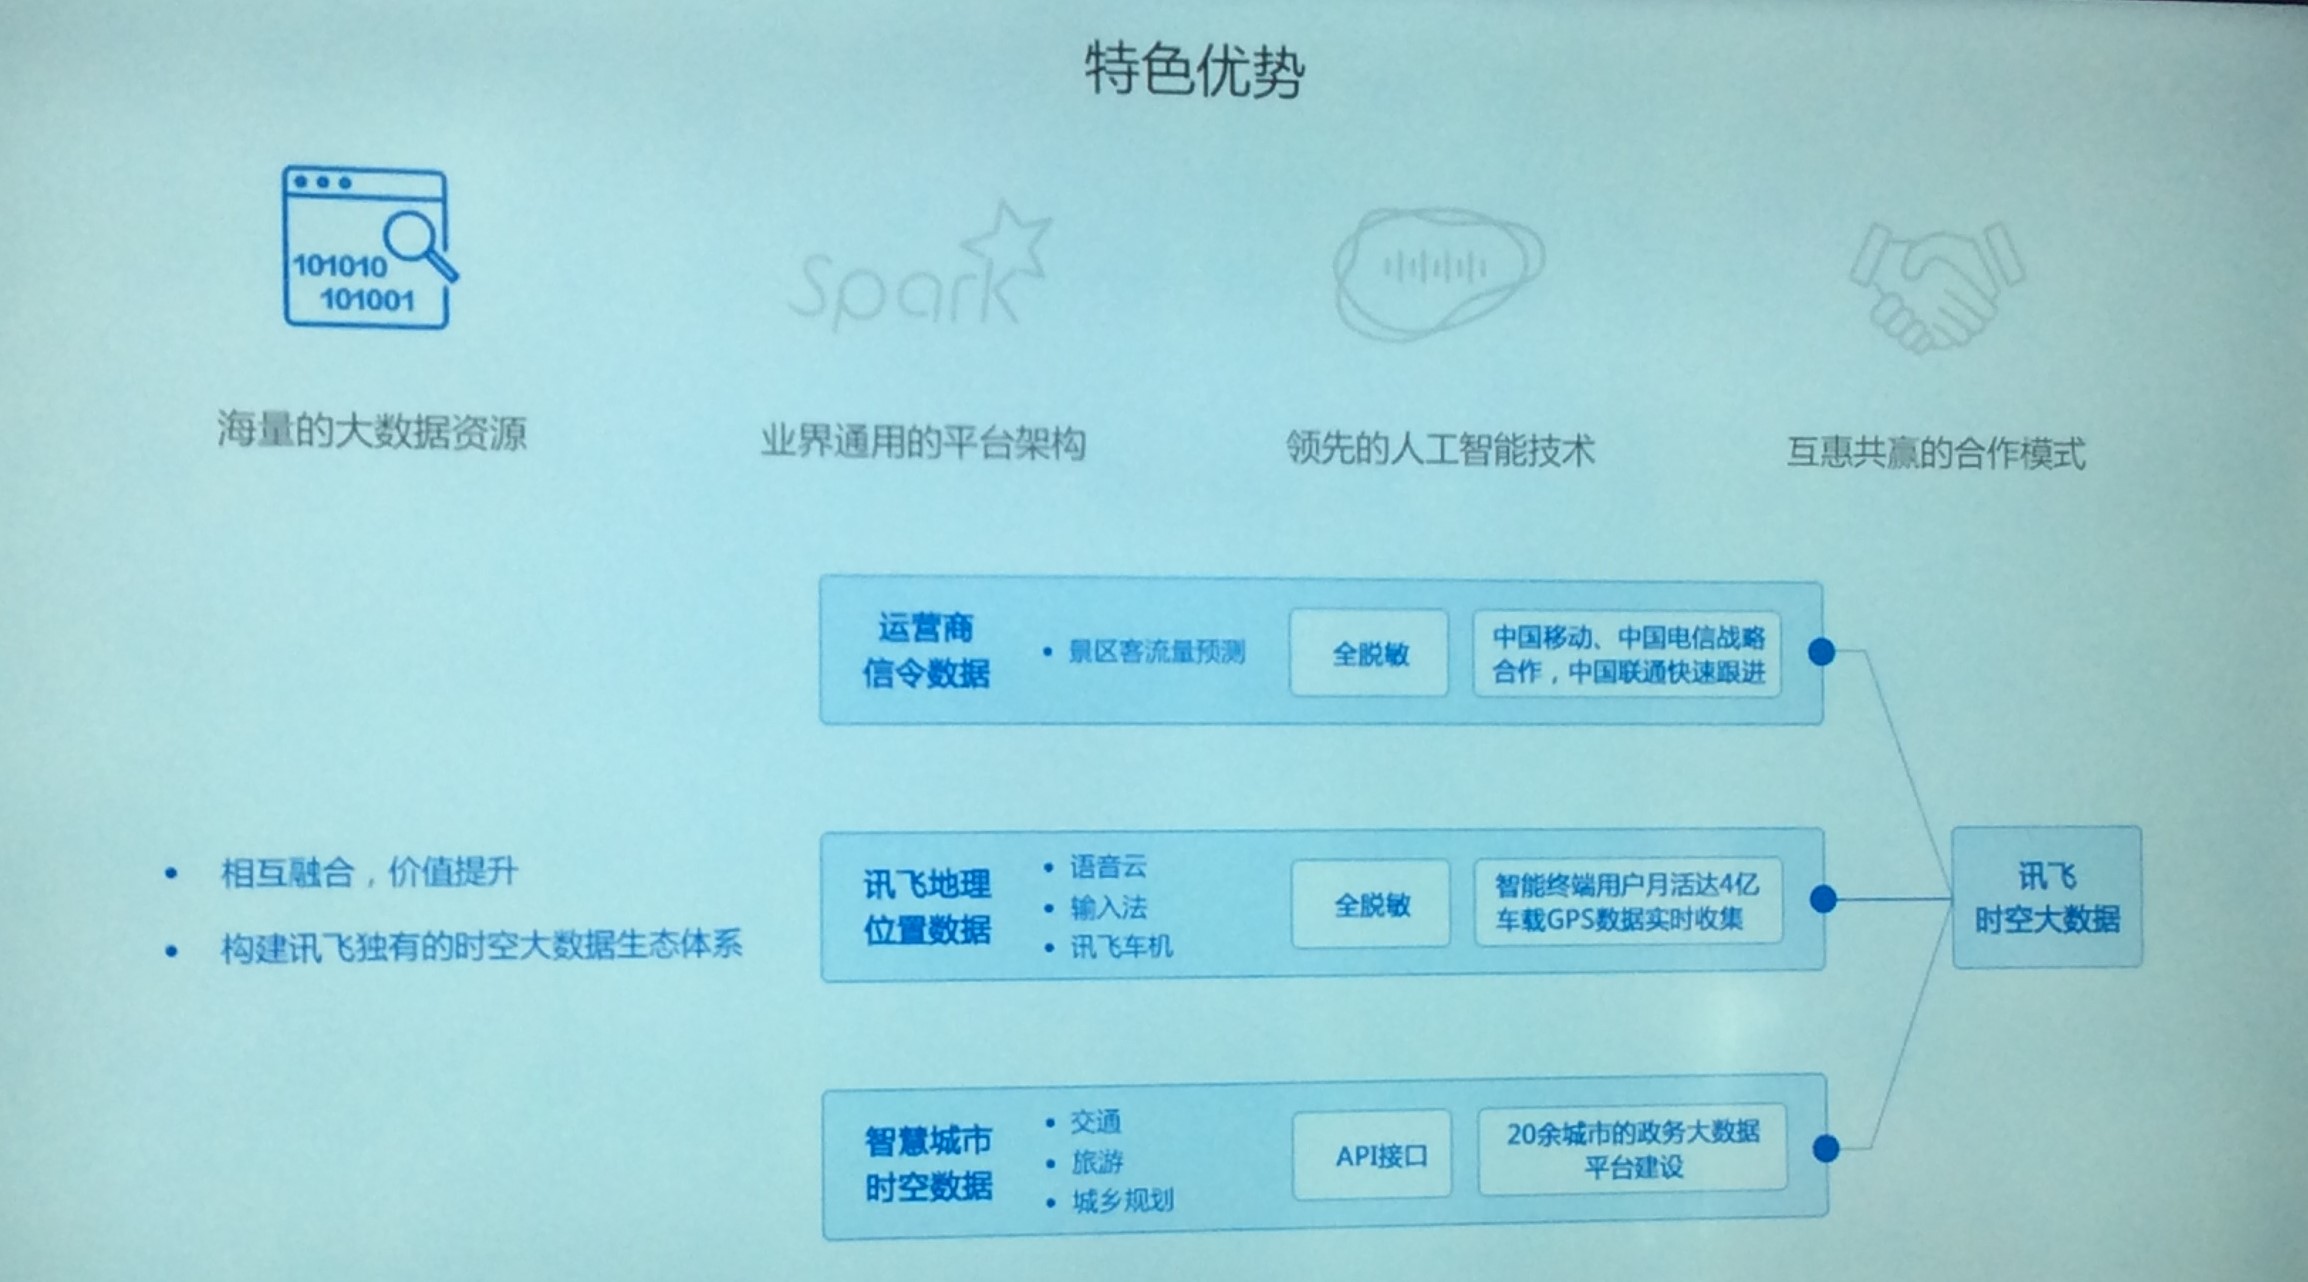 特色优势
101010
101001
Spark
海量的大数据资源
业界通用的平台架构
领先的人工智能技术
互惠共赢的合作模式
运营商
信令数据
• 景区客流量预测
全脱敏
中国移动、中国电信战略
合作，中国联通快速跟进
• 相互融合，价值提升
• 构建讯飞独有的时空大数据生态体系
讯飞地理
位置数据
• 语音云
• 输入法
• 讯飞车机
全脱敏
智能终端用户月活达4亿
车载GPS数据实时收集
讯飞
时空大数据
智慧城市
时空数据
• 交通
• 旅游
• 城乡规划
API接口
20余城市的政务大数据
平台建设